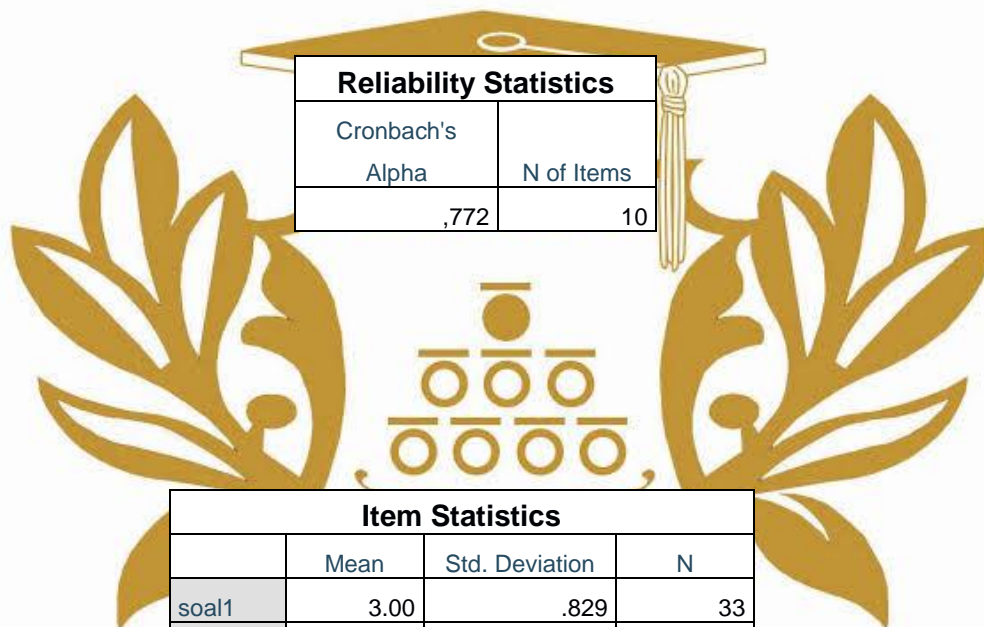 Reliability Statistics
Cronbach's
Alpha N of Items
,772 10
Item Statistics
Mean Std. Deviation N
soal1 3.00 .829 33